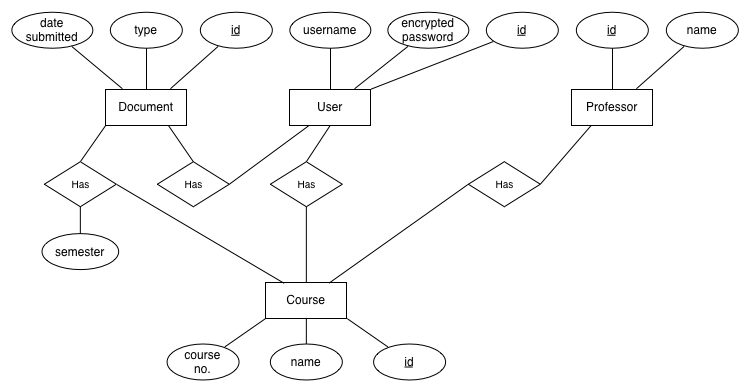 date
submitted
type
id
username
encrypted
password
id
id
name
Document
User
Professor
Has
Has
Has
Has
semester
Course
course
no.
name
id